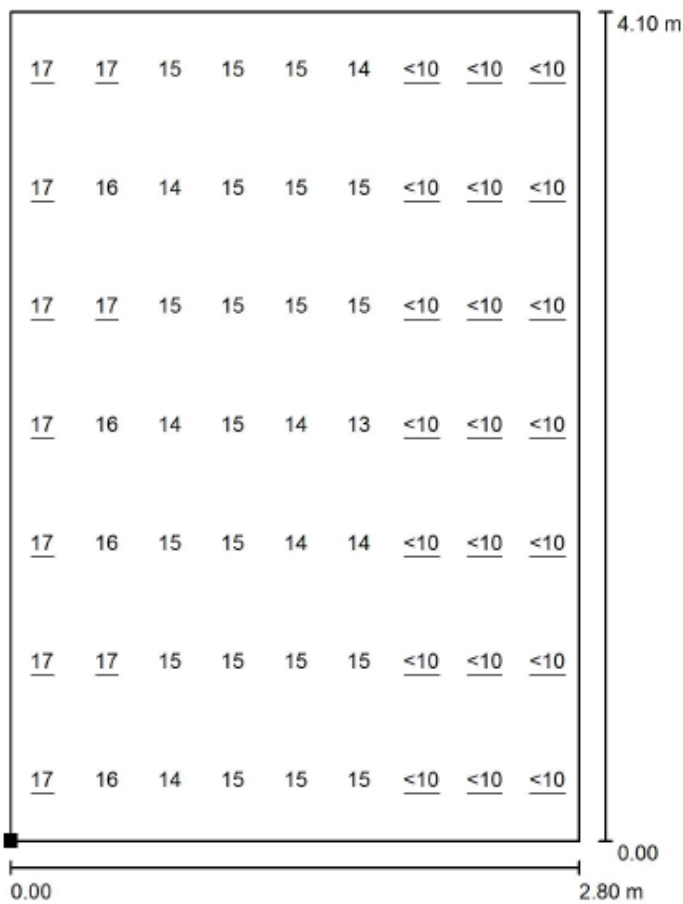 4.10 m
17 17 15 15 15 14 <10 <10 <10
17 16 14 15 15 15 <10 <10 <10
17 17 15 15 15 15 <10 <10 <10
17 16 14 15 14 13 <10 <10 <10
17 16 15 15 14 14 <10 <10 <10
17 17 15 15 15 15 <10 <10 <10
17 16 14 15 15 15 <10 <10 <10
0.00
0.00 2.80 m